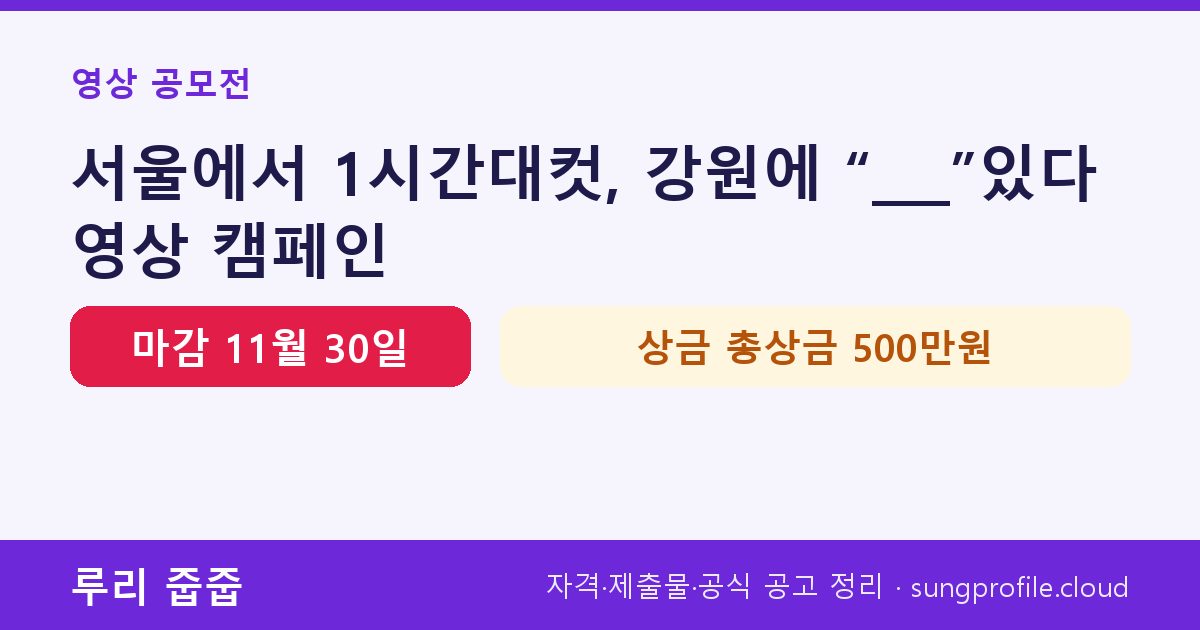 영상 공모전
서울에서 1시간대컷, 강원에 “___”있다
영상 캠페인
마감 11월 30일
상금 총상금 500만원
루리 줍줍
자격·제출물·공식 공고 정리 · sungprofile.cloud